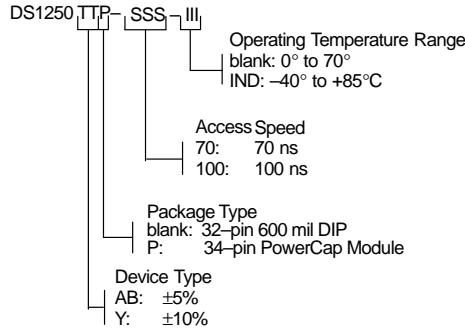 DS1250 TTP– SSS – III
Operating Temperature Range
blank: 0° to 70°
IND: –40° to +85°C
Access Speed
70: 70 ns
100: 100 ns
Package Type
blank: 32–pin 600 mil DIP
P: 34–pin PowerCap Module
Device Type
AB: ±5%
Y: ±10%